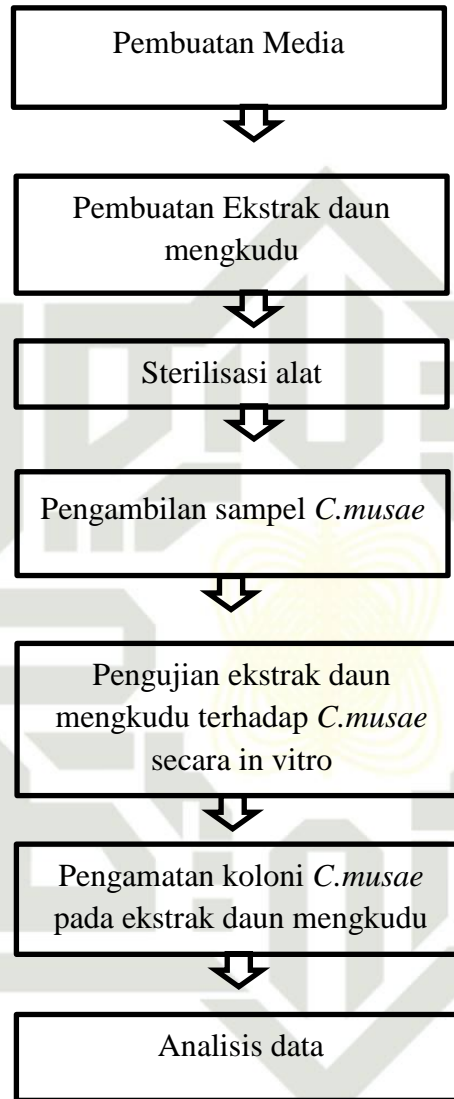 Pembuatan Media
Pembuatan Ekstrak daun
mengkudu
Sterilisasi alat
Pengambilan sampel C.musae
Pengujian ekstrak daun
mengkudu terhadap C.musae
secara in vitro
Pengamatan koloni C.musae
pada ekstrak daun mengkudu
Analisis data